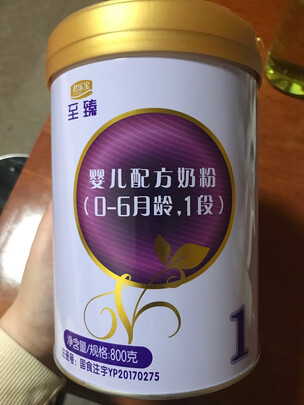 君乐宝
至臻
婴儿配方奶粉
(0-6月龄,1段)
净含量/规格:800克
注册号:国食注字YP20170275
1